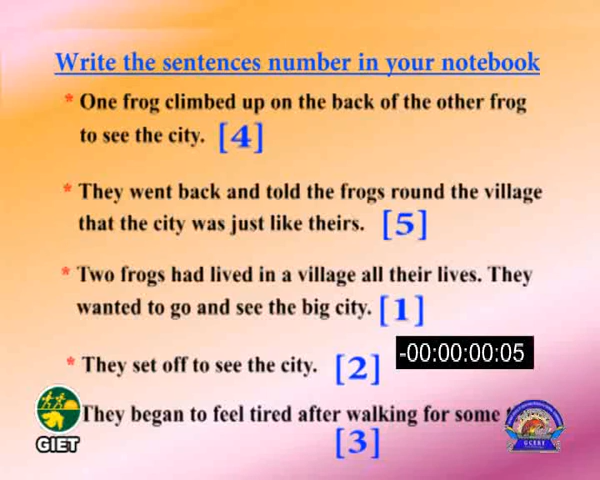 Write the sentences number in your notebook
* One frog climbed up on the back of the other frog
to see the city. [4]
* They went back and told the frogs round the village
that the city was just like theirs. [5]
* Two frogs had lived in a village all their lives. They
wanted to go and see the big city. [1]
* They set off to see the city. [2]
-00:00:00:05
They began to feel tired after walking for some
[3]
GIET
GCERT